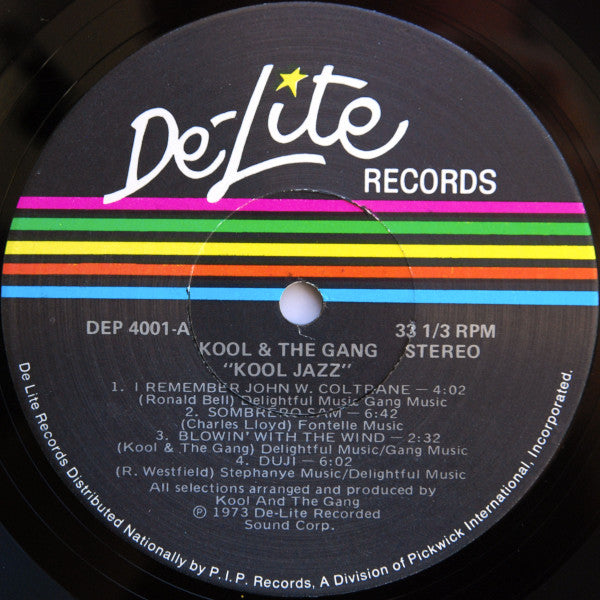 De-Lite
RECORDS
DEP 4001-A
33 1/3 RPM
STEREO
KOOL & THE GANG
"KOOL JAZZ"
1. I REMEMBER JOHN W. COLTPANE — 4:02
(Ronald Bell) Delightful Music Gang Music
2. SOMBRERO SAM — 6:42
(Charles Lloyd) Fontelle Music
3. BLOWIN' WITH THE WIND — 2:32
(Kool & The Gang) Delightful Music/Gang Music
4. DUJI — 6:02
(R. Westfield) Stephanye Music/Delightful Music
All selections arranged and produced by
Kool And The Gang
℗ 1973 De-Lite Recorded
Sound Corp.
De Lite Records Distributed Nationally by P.I.P. Records, A Division of Pickwick International, Incorporated.